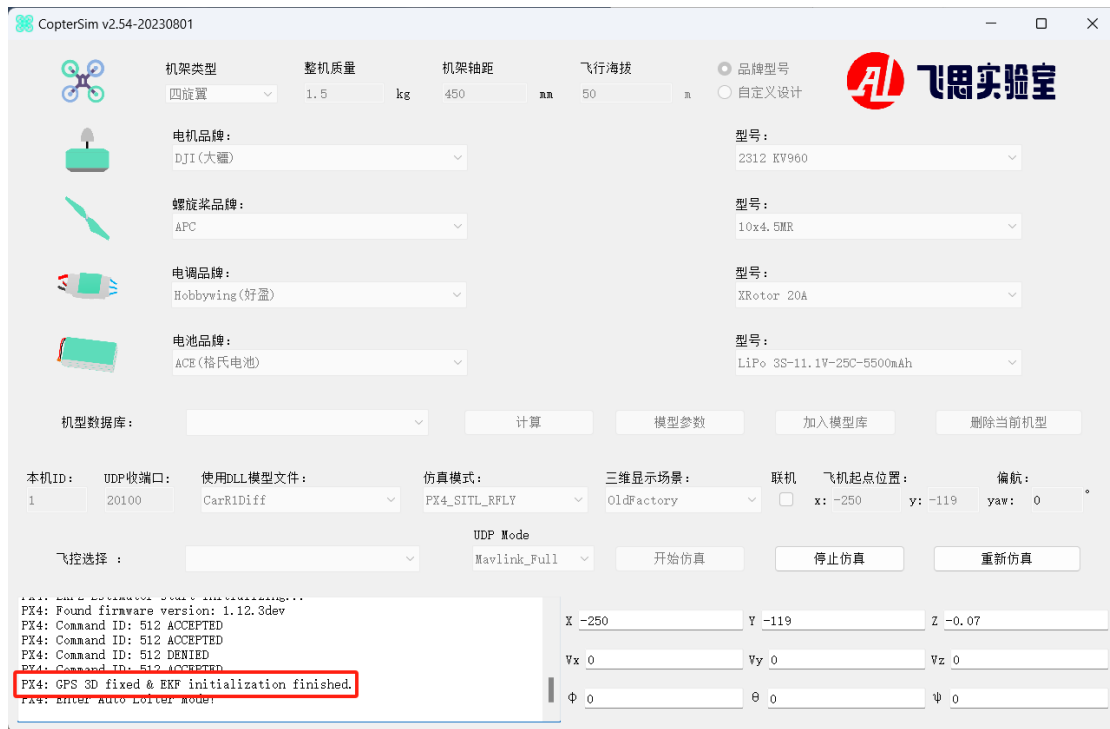 CopterSim v2.54-20230801
机架类型 整机质量 机架轴距 飞行海拔 品牌型号
四旋翼 1.5 kg 450 mm 50 m 自定义设计
飞思实验室
电机品牌： 型号：
DJI(大疆) 2312 KV960
螺旋桨品牌： 型号：
APC 10x4.5MR
电调品牌： 型号：
Hobbywing(好盈) XRotor 20A
电池品牌： 型号：
ACE(格氏电池) LiPo 3S-11.1V-25C-5500mAh
机型数据库： 计算 模型参数 加入模型库 删除当前机型
本机ID： UDP收端口： 使用DLL模型文件： 仿真模式： 三维显示场景： 联机 飞机起点位置： 偏航：
1 20100 CarR1Diff PX4_SITL_RFLY OldFactory x: -250 y: -119 yaw: 0 °
UDP Mode
飞控选择 ： Mavlink_Full 开始仿真 停止仿真 重新仿真
PX4: Found firmware version: 1.12.3dev
PX4: Command ID: 512 ACCEPTED
PX4: Command ID: 512 ACCEPTED
PX4: Command ID: 512 DENIED
PX4: Command ID: 512 ACCEPTED
PX4: GPS 3D fixed & EKF initialization finished.
PX4: Enter Auto Loiter Mode!
X -250 Y -119 Z -0.07
Vx 0 Vy 0 Vz 0
Φ 0 θ 0 ψ 0